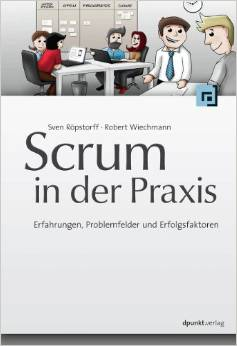 Sven Röpstorff · Robert Wiechmann
Scrum
in der Praxis
Erfahrungen, Problemfelder und Erfolgsfaktoren
dpunkt.verlag